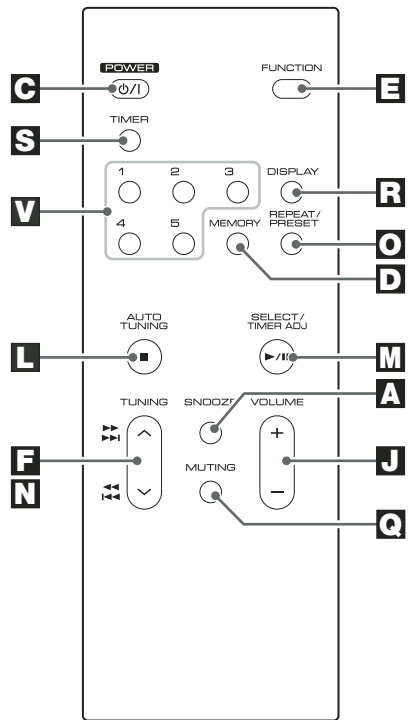 POWER
FUNCTION
C
⏻/I
E
TIMER
S
1 2 3
DISPLAY
V
R
4 5
MEMORY
REPEAT/
PRESET
O
D
AUTO
TUNING
SELECT/
TIMER ADJ
L
M
TUNING
SNOOZE
VOLUME
A
+
F
J
N
MUTING
−
Q